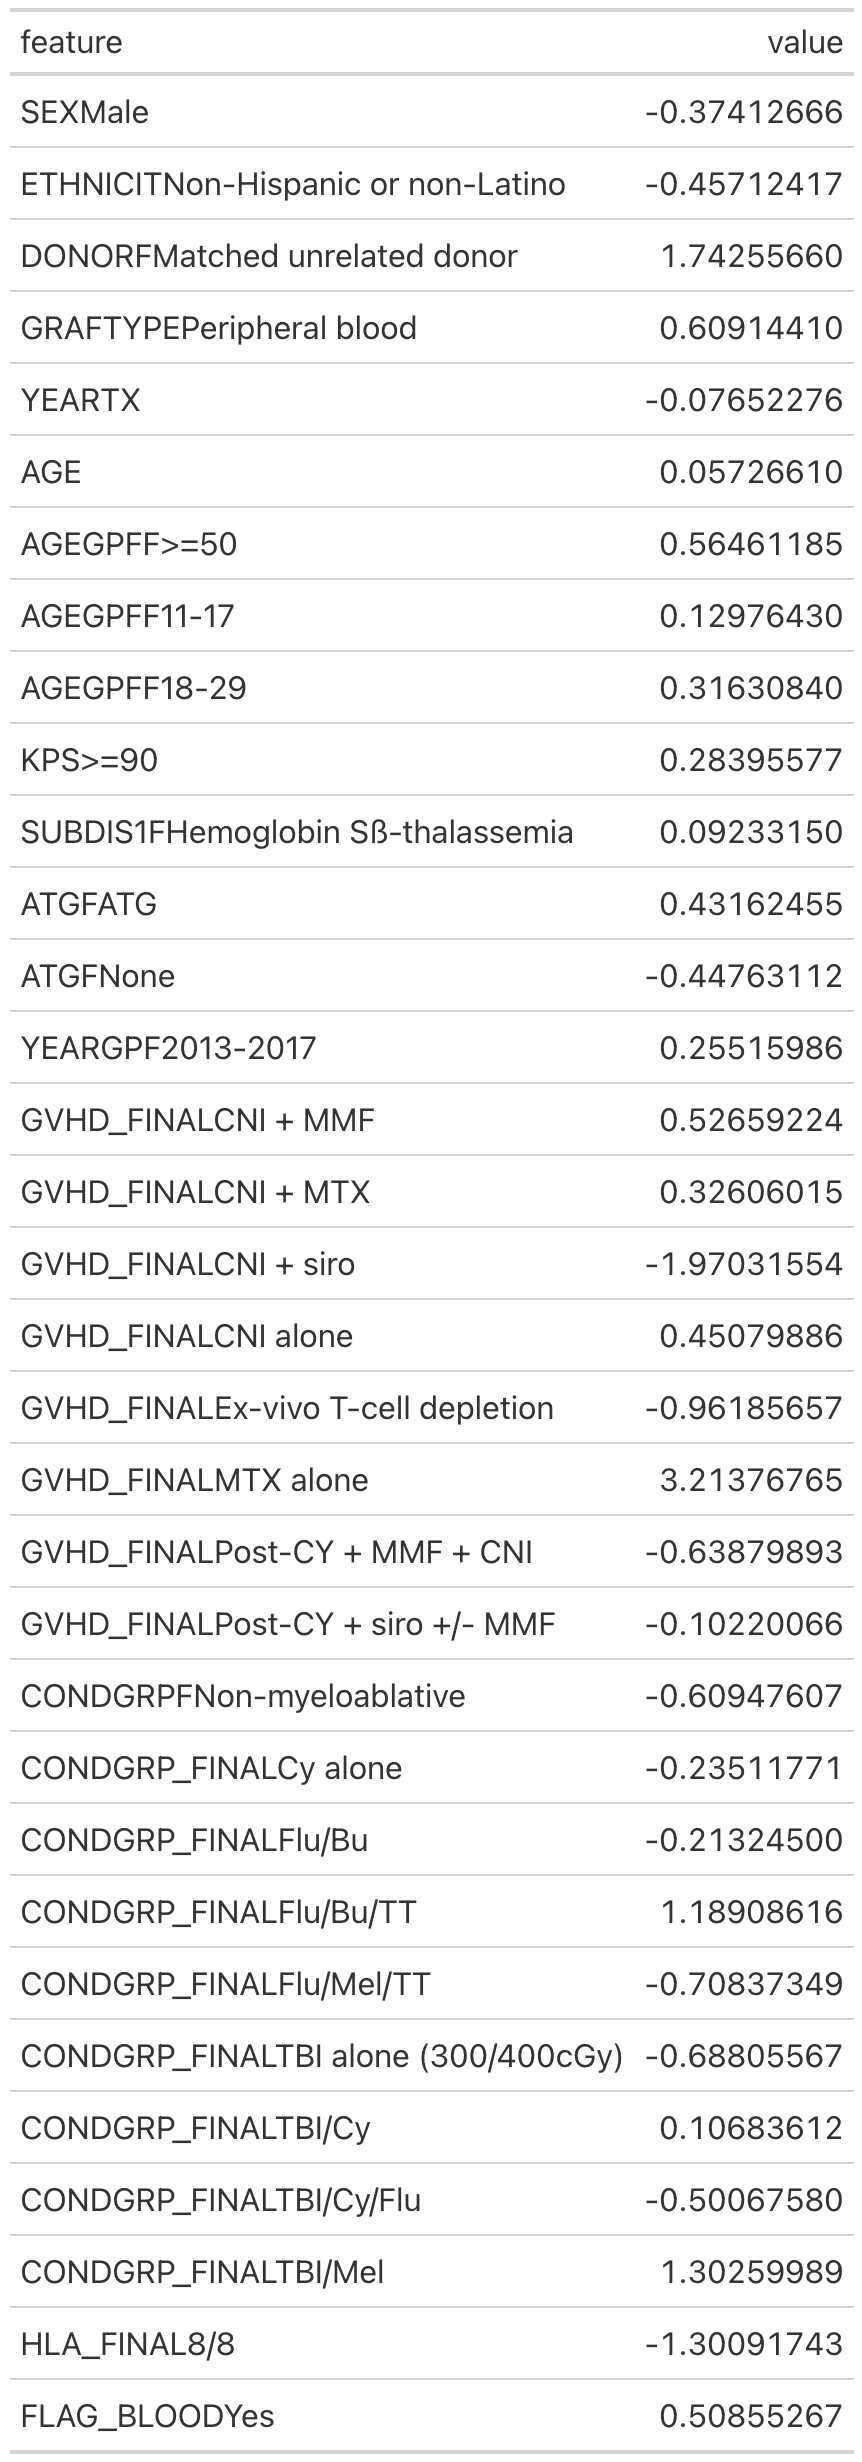 feature value
SEXMale -0.37412666
ETHNICITNon-Hispanic or non-Latino -0.45712417
DONORFMatched unrelated donor 1.74255660
GRAFTYPEPeripheral blood 0.60914410
YEARTX -0.07652276
AGE 0.05726610
AGEGPFF>=50 0.56461185
AGEGPFF11-17 0.12976430
AGEGPFF18-29 0.31630840
KPS>=90 0.28395577
SUBDIS1FHemoglobin Sß-thalassemia 0.09233150
ATGFATG 0.43162455
ATGFNone -0.44763112
YEARGPF2013-2017 0.25515986
GVHD_FINALCNI + MMF 0.52659224
GVHD_FINALCNI + MTX 0.32606015
GVHD_FINALCNI + siro -1.97031554
GVHD_FINALCNI alone 0.45079886
GVHD_FINALEx-vivo T-cell depletion -0.96185657
GVHD_FINALMTX alone 3.21376765
GVHD_FINALPost-CY + MMF + CNI -0.63879893
GVHD_FINALPost-CY + siro +/- MMF -0.10220066
CONDGRPFNon-myeloablative -0.60947607
CONDGRP_FINALCy alone -0.23511771
CONDGRP_FINALFlu/Bu -0.21324500
CONDGRP_FINALFlu/Bu/TT 1.18908616
CONDGRP_FINALFlu/Mel/TT -0.70837349
CONDGRP_FINALTBI alone (300/400cGy) -0.68805567
CONDGRP_FINALTBI/Cy 0.10683612
CONDGRP_FINALTBI/Cy/Flu -0.50067580
CONDGRP_FINALTBI/Mel 1.30259989
HLA_FINAL8/8 -1.30091743
FLAG_BLOODYes 0.50855267